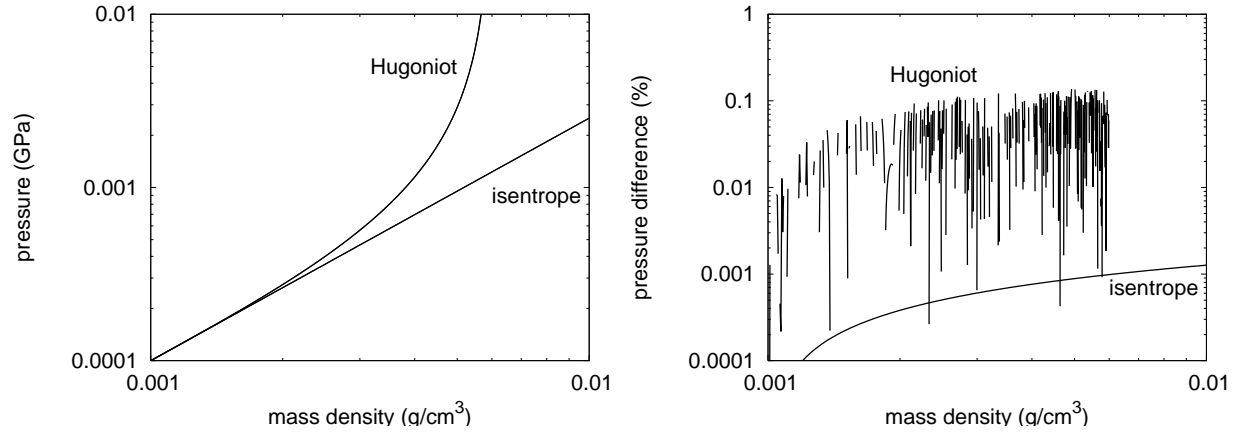 0.01
0.001
0.0001
pressure (GPa)
Hugoniot
isentrope
0.001
0.01
mass density (g/cm³)
1
0.1
0.01
0.001
0.0001
pressure difference (%)
Hugoniot
isentrope
0.001
0.01
mass density (g/cm³)